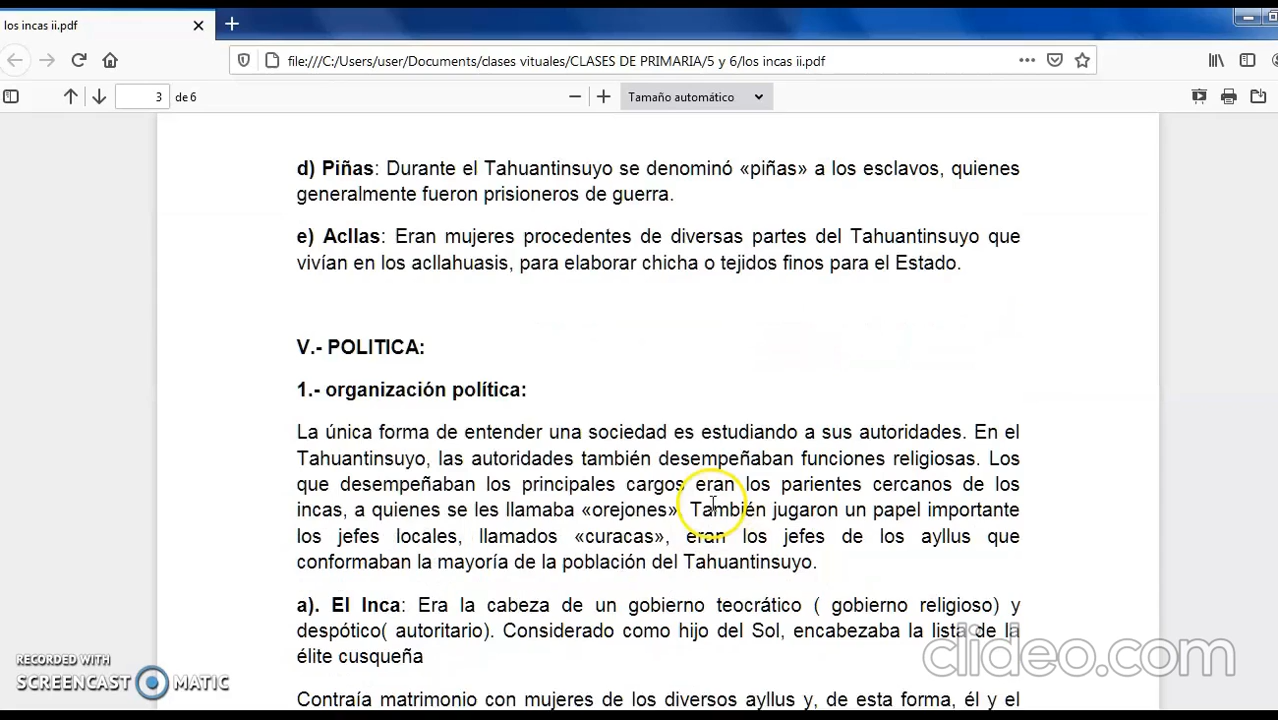 los incas ii.pdf
file:///C:/Users/user/Documents/clases vituales/CLASES DE PRIMARIA/5 y 6/los incas ii.pdf
3 de 6 Tamaño automático
d) Piñas: Durante el Tahuantinsuyo se denominó «piñas» a los esclavos, quienes
generalmente fueron prisioneros de guerra.
e) Acllas: Eran mujeres procedentes de diversas partes del Tahuantinsuyo que
vivían en los acllahuasis, para elaborar chicha o tejidos finos para el Estado.
V.- POLITICA:
1.- organización política:
La única forma de entender una sociedad es estudiando a sus autoridades. En el
Tahuantinsuyo, las autoridades también desempeñaban funciones religiosas. Los
que desempeñaban los principales cargos eran los parientes cercanos de los
incas, a quienes se les llamaba «orejones». También jugaron un papel importante
los jefes locales, llamados «curacas», eran los jefes de los ayllus que
conformaban la mayoría de la población del Tahuantinsuyo.
a). El Inca: Era la cabeza de un gobierno teocrático ( gobierno religioso) y
despótico( autoritario). Considerado como hijo del Sol, encabezaba la lista de la
élite cusqueña
Contraía matrimonio con mujeres de los diversos ayllus y, de esta forma, él y el
RECORDED WITH
SCREENCAST MATIC
clideo.com